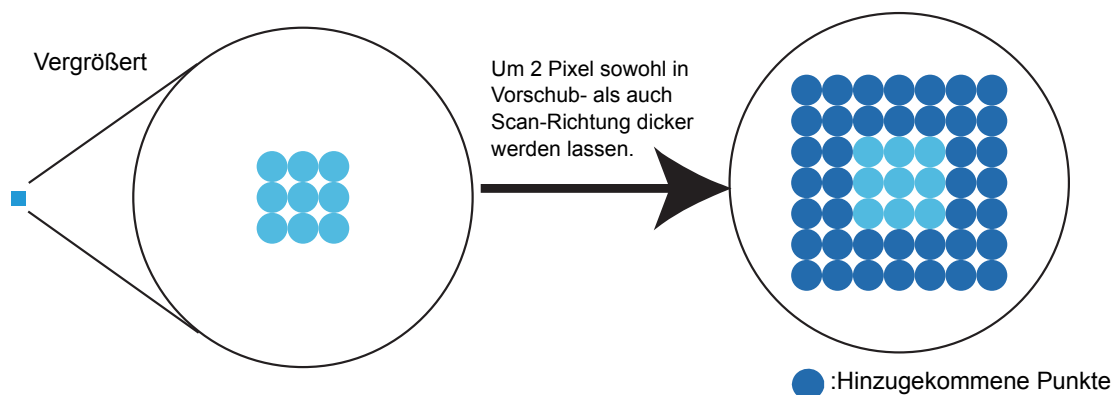 Vergrößert
Um 2 Pixel sowohl in
Vorschub- als auch
Scan-Richtung dicker
werden lassen.
:Hinzugekommene Punkte